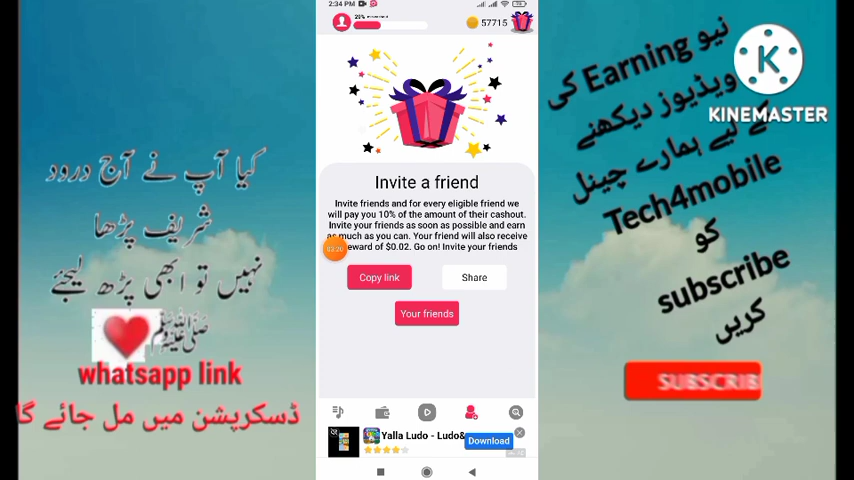 2:34 PM
57715
Invite a friend
Invite friends and for every eligible friend we
will pay you 10% of the amount of their cashout.
Invite your friends as soon as possible and earn
as much as you can. Your friend will also receive
reward of $0.02. Go on! Invite your friends
Copy link
Share
Your friends
Yalla Ludo - Ludo&
Download
کیا آپ نے آج درود
شریف پڑھا
نہیں تو ابھی پڑھ لیجئے
ﷺ
whatsapp link
ڈسکرپشن میں مل جائے گا
نیو Earning کی
ویڈیوز دیکھنے
کے لیے ہمارے چینل
Tech4mobile
کو
subscribe
کریں
SUBSCRIB
K
KINEMASTER